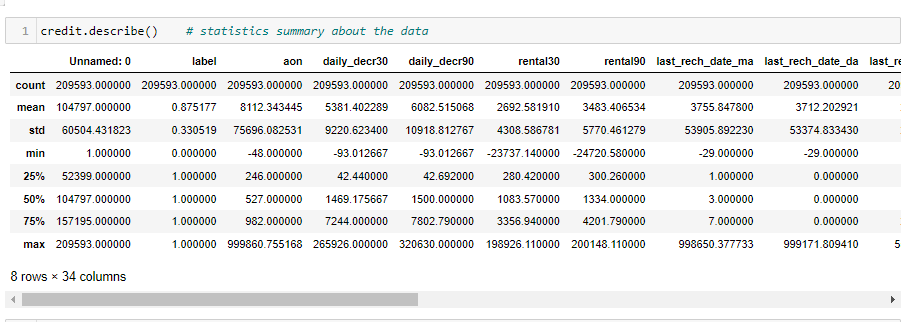 1 credit.describe() # statistics summary about the data
Unnamed: 0 label aon daily_decr30 daily_decr90 rental30 rental90 last_rech_date_ma last_rech_date_da last_re
count 209593.000000 209593.000000 209593.000000 209593.000000 209593.000000 209593.000000 209593.000000 209593.000000 209593.000000 20
mean 104797.000000 0.875177 8112.343445 5381.402289 6082.515068 2692.581910 3483.406534 3755.847800 3712.202921
std 60504.431823 0.330519 75696.082531 9220.623400 10918.812767 4308.586781 5770.461279 53905.892230 53374.833430
min 1.000000 0.000000 -48.000000 -93.012667 -93.012667 -23737.140000 -24720.580000 -29.000000 -29.000000
25% 52399.000000 1.000000 246.000000 42.440000 42.692000 280.420000 300.260000 1.000000 0.000000
50% 104797.000000 1.000000 527.000000 1469.175667 1500.000000 1083.570000 1334.000000 3.000000 0.000000
75% 157195.000000 1.000000 982.000000 7244.000000 7802.790000 3356.940000 4201.790000 7.000000 0.000000
max 209593.000000 1.000000 999860.755168 265926.000000 320630.000000 198926.110000 200148.110000 998650.377733 999171.809410 5
8 rows × 34 columns